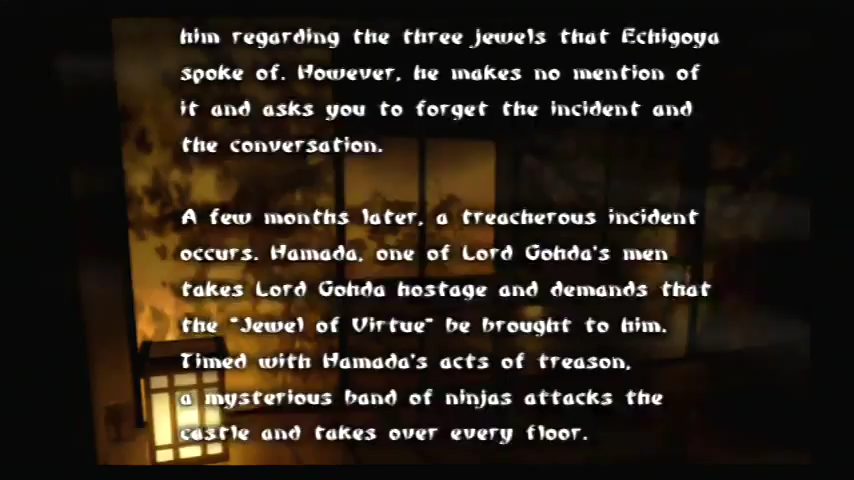 him regarding the three jewels that Echigoya
spoke of. However, he makes no mention of
it and asks you to forget the incident and
the conversation.
A few months later, a treacherous incident
occurs. Hamada, one of Lord Gohda's men
takes Lord Gohda hostage and demands that
the "Jewel of Virtue" be brought to him.
Timed with Hamada's acts of treason,
a mysterious band of ninjas attacks the
castle and takes over every floor.